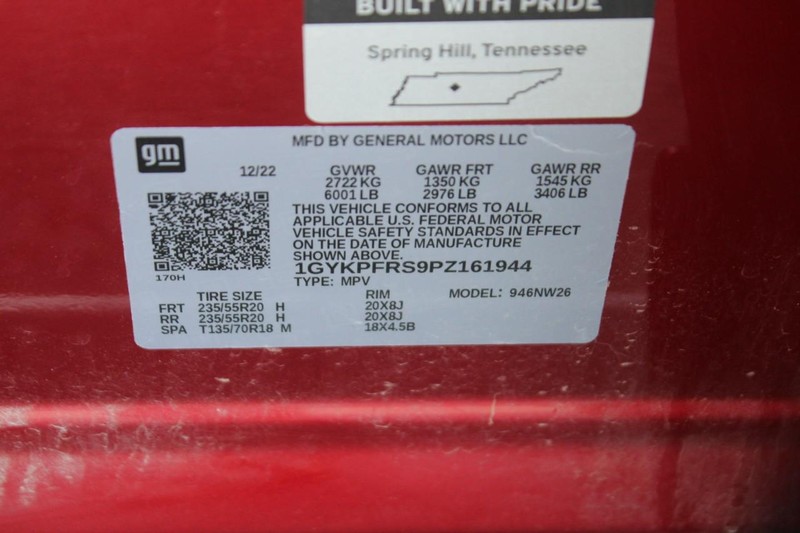 BUILT WITH PRIDE
Spring Hill, Tennessee
gm
MFD BY GENERAL MOTORS LLC
12/22 GVWR GAWR FRT GAWR RR
2722 KG 1350 KG 1545 KG
6001 LB 2976 LB 3406 LB
THIS VEHICLE CONFORMS TO ALL
APPLICABLE U.S. FEDERAL MOTOR
VEHICLE SAFETY STANDARDS IN EFFECT
ON THE DATE OF MANUFACTURE
SHOWN ABOVE.
170H
1GYKPFRS9PZ161944
TYPE: MPV
TIRE SIZE RIM MODEL: 946NW26
FRT 235/55R20 H 20X8J
RR 235/55R20 H 20X8J
SPA T135/70R18 M 18X4.5B